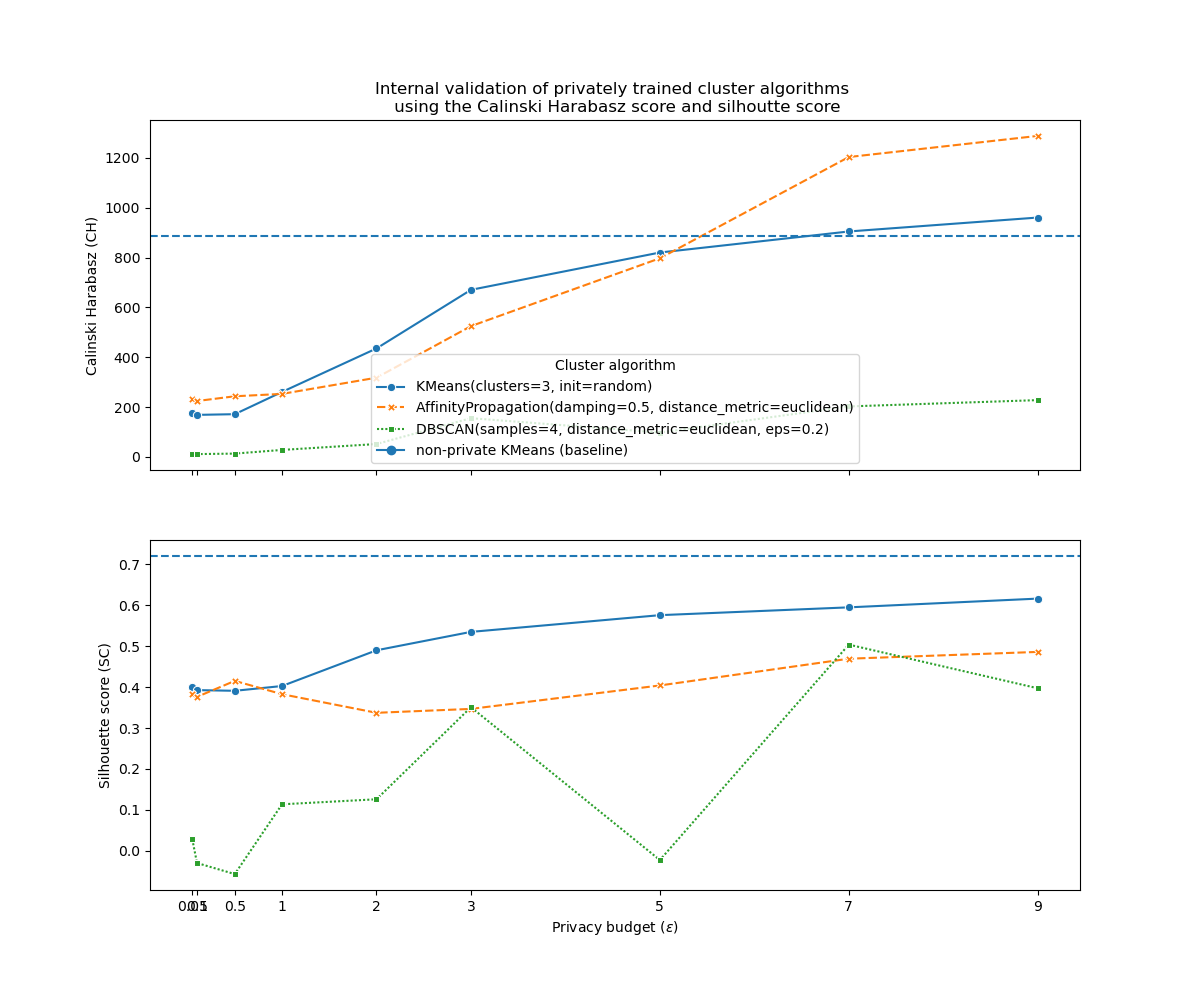 Internal validation of privately trained cluster algorithms
using the Calinski Harabasz score and silhoutte score
Calinski Harabasz (CH)
1200
1000
800
600
400
200
0
Cluster algorithm
KMeans(clusters=3, init=random)
AffinityPropagation(damping=0.5, distance_metric=euclidean)
DBSCAN(samples=4, distance_metric=euclidean, eps=0.2)
non-private KMeans (baseline)
Silhouette score (SC)
0.7
0.6
0.5
0.4
0.3
0.2
0.1
0.0
0.5 1 2 3 5 7 9
Privacy budget (ε)